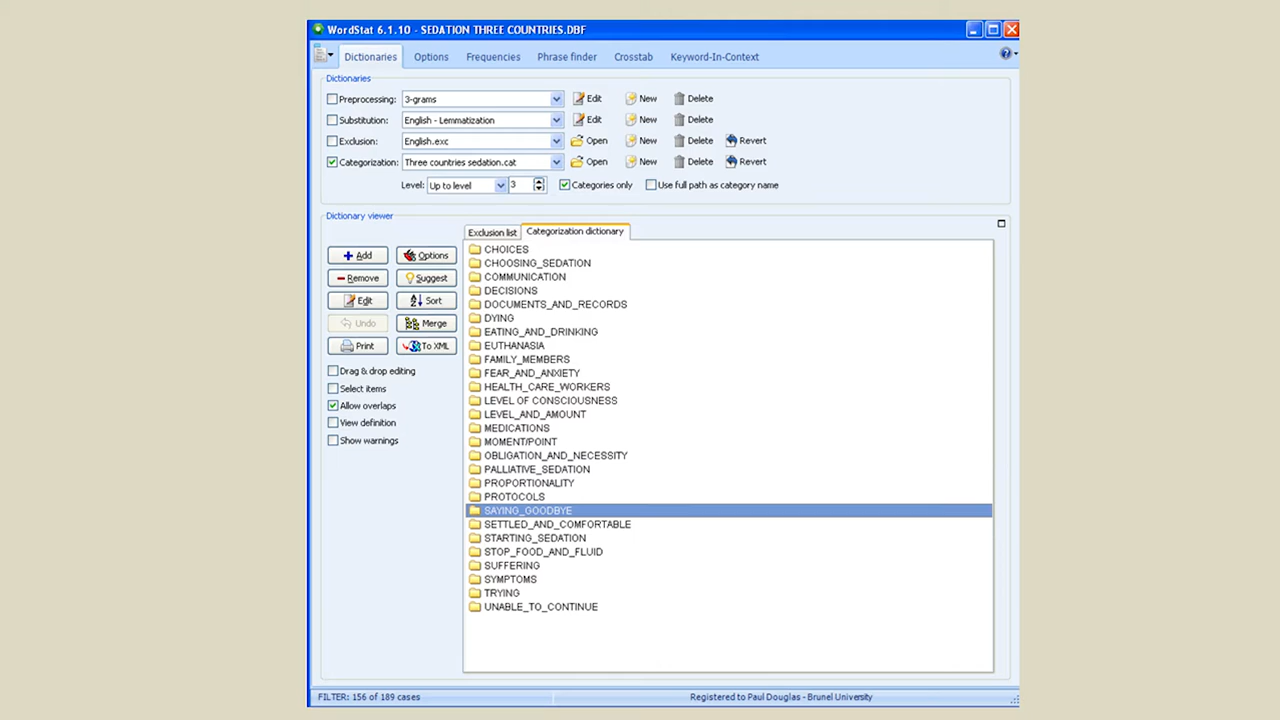 WordStat 6.1.10 - SEDATION THREE COUNTRIES.DBF
Dictionaries Options Frequencies Phrase finder Crosstab Keyword-In-Context
Dictionaries
Preprocessing: 3-grams Edit New Delete
Substitution: English - Lemmatization Edit New Delete
Exclusion: English.exc Open New Delete Revert
Categorization: Three countries sedation.cat Open New Delete Revert
Level: Up to level 3 Categories only Use full path as category name
Dictionary viewer
Exclusion list Categorization dictionary
Add Options
Remove Suggest
Edit Sort
Undo Merge
Print To XML
Drag & drop editing
Select items
Allow overlaps
View definition
Show warnings
CHOICES
CHOOSING_SEDATION
COMMUNICATION
DECISIONS
DOCUMENTS_AND_RECORDS
DYING
EATING_AND_DRINKING
EUTHANASIA
FAMILY_MEMBERS
FEAR_AND_ANXIETY
HEALTH_CARE_WORKERS
LEVEL OF CONSCIOUSNESS
LEVEL_AND_AMOUNT
MEDICATIONS
MOMENT/POINT
OBLIGATION_AND_NECESSITY
PALLIATIVE_SEDATION
PROPORTIONALITY
PROTOCOLS
SAYING_GOODBYE
SETTLED_AND_COMFORTABLE
STARTING_SEDATION
STOP_FOOD_AND_FLUID
SUFFERING
SYMPTOMS
TRYING
UNABLE_TO_CONTINUE
FILTER: 156 of 189 cases Registered to Paul Douglas - Brunel University